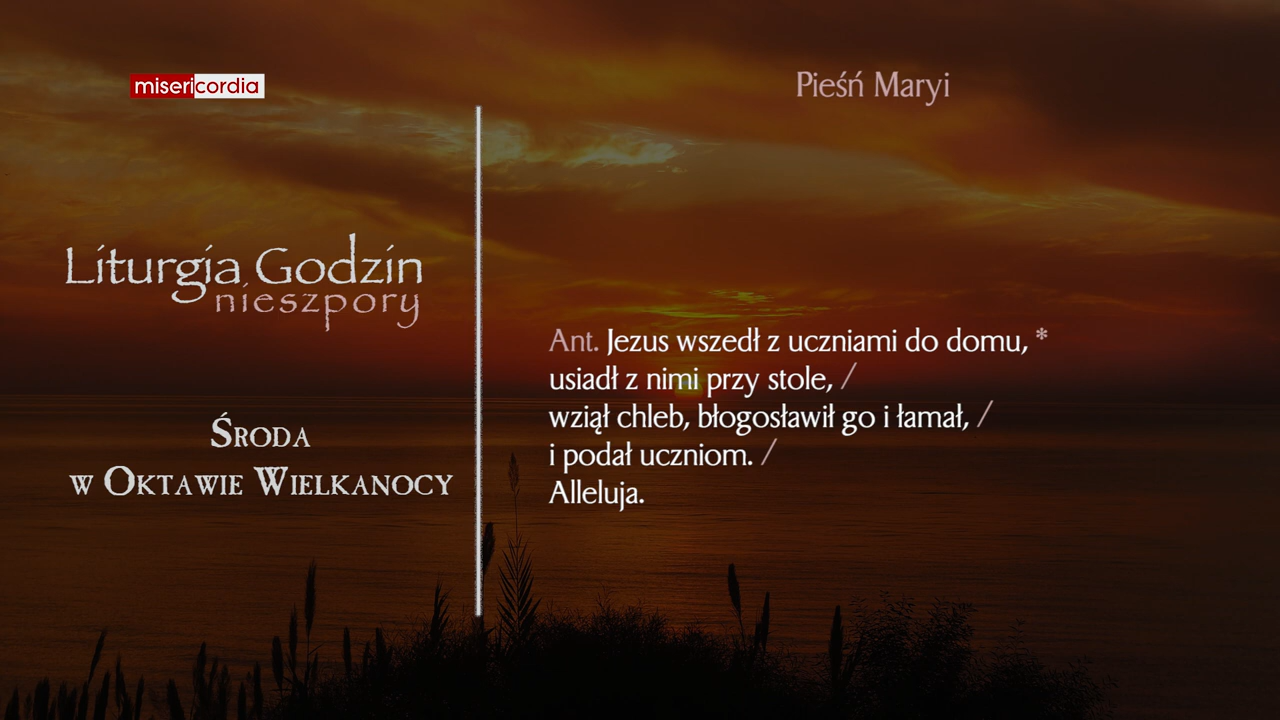 misericordia
Pieśń Maryi
Liturgia Godzin
nieszpory
Środa
w Oktawie Wielkanocy
Ant. Jezus wszedł z uczniami do domu, *
usiadł z nimi przy stole, /
wziął chleb, błogosławił go i łamał, /
i podał uczniom. /
Alleluja.